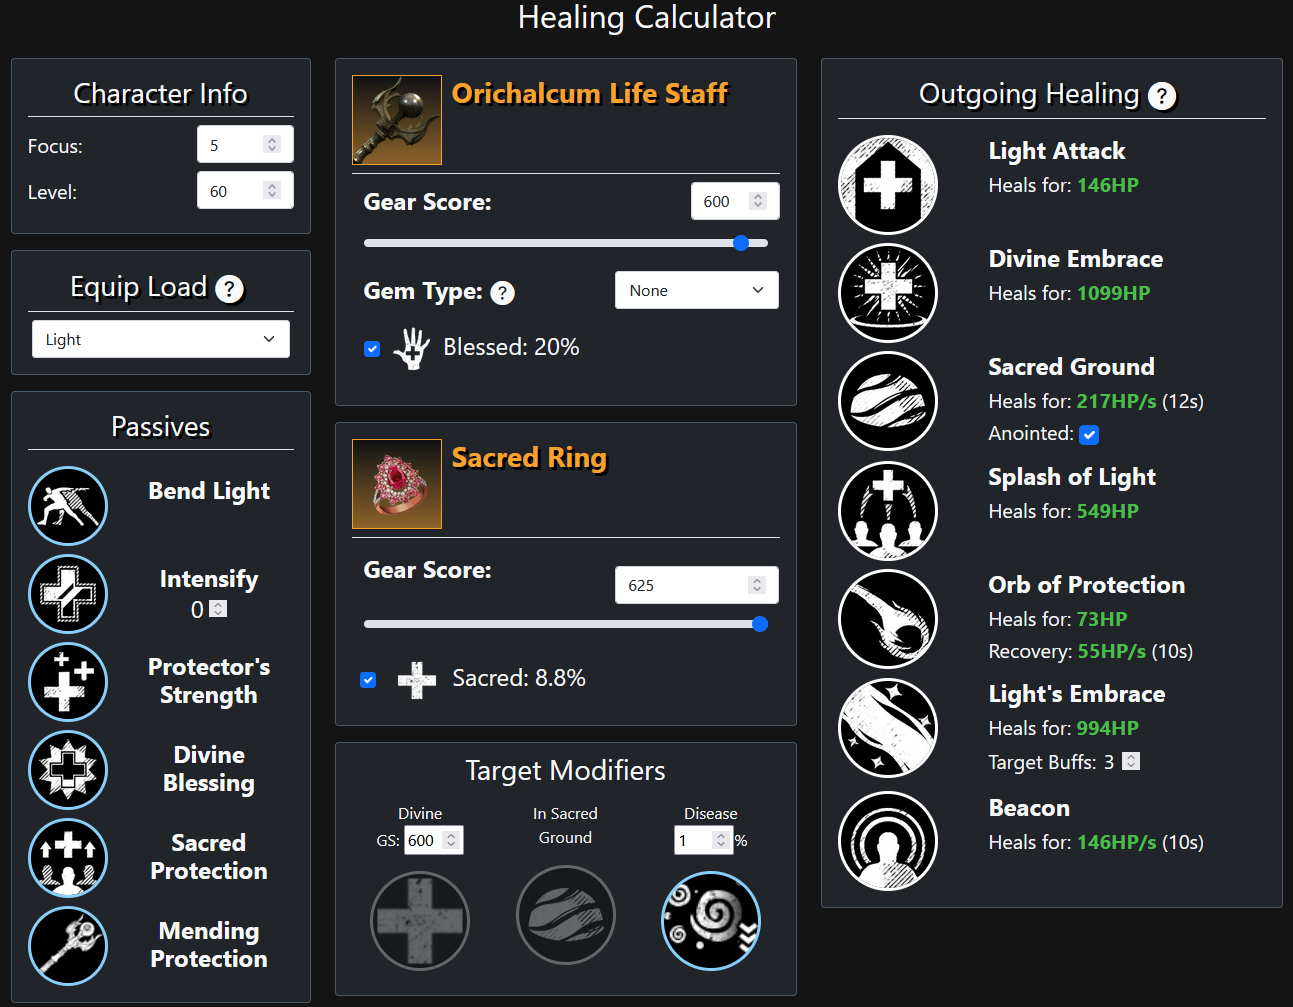 Healing Calculator
Character Info
Focus: 5
Level: 60
Equip Load ?
Light
Passives
Bend Light
Intensify
0
Protector's
Strength
Divine
Blessing
Sacred
Protection
Mending
Protection
Orichalcum Life Staff
Gear Score: 600
Gem Type: ? None
Blessed: 20%
Sacred Ring
Gear Score: 625
Sacred: 8.8%
Target Modifiers
Divine
GS: 600
In Sacred
Ground
Disease
1 %
Outgoing Healing ?
Light Attack
Heals for: 146HP
Divine Embrace
Heals for: 1099HP
Sacred Ground
Heals for: 217HP/s (12s)
Anointed:
Splash of Light
Heals for: 549HP
Orb of Protection
Heals for: 73HP
Recovery: 55HP/s (10s)
Light's Embrace
Heals for: 994HP
Target Buffs: 3
Beacon
Heals for: 146HP/s (10s)